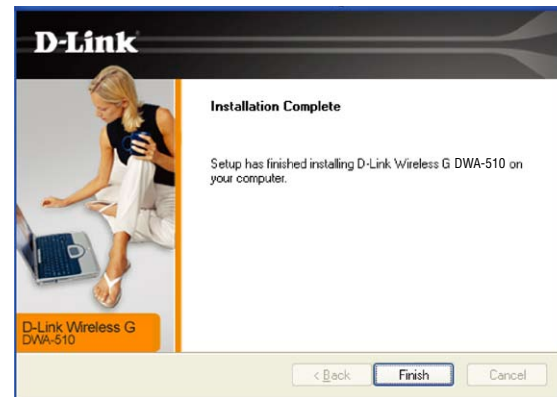 D-Link
Installation Complete
Setup has finished installing D-Link Wireless G DWA-510 on
your computer.
D-Link Wireless G
DWA-510
< Back
Finish
Cancel